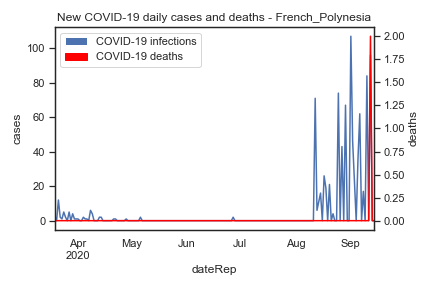 New COVID-19 daily cases and deaths - French_Polynesia
COVID-19 infections
COVID-19 deaths
cases
100
80
60
40
20
0
deaths
2.00
1.75
1.50
1.25
1.00
0.75
0.50
0.25
0.00
Apr
2020
May
Jun
Jul
Aug
Sep
dateRep